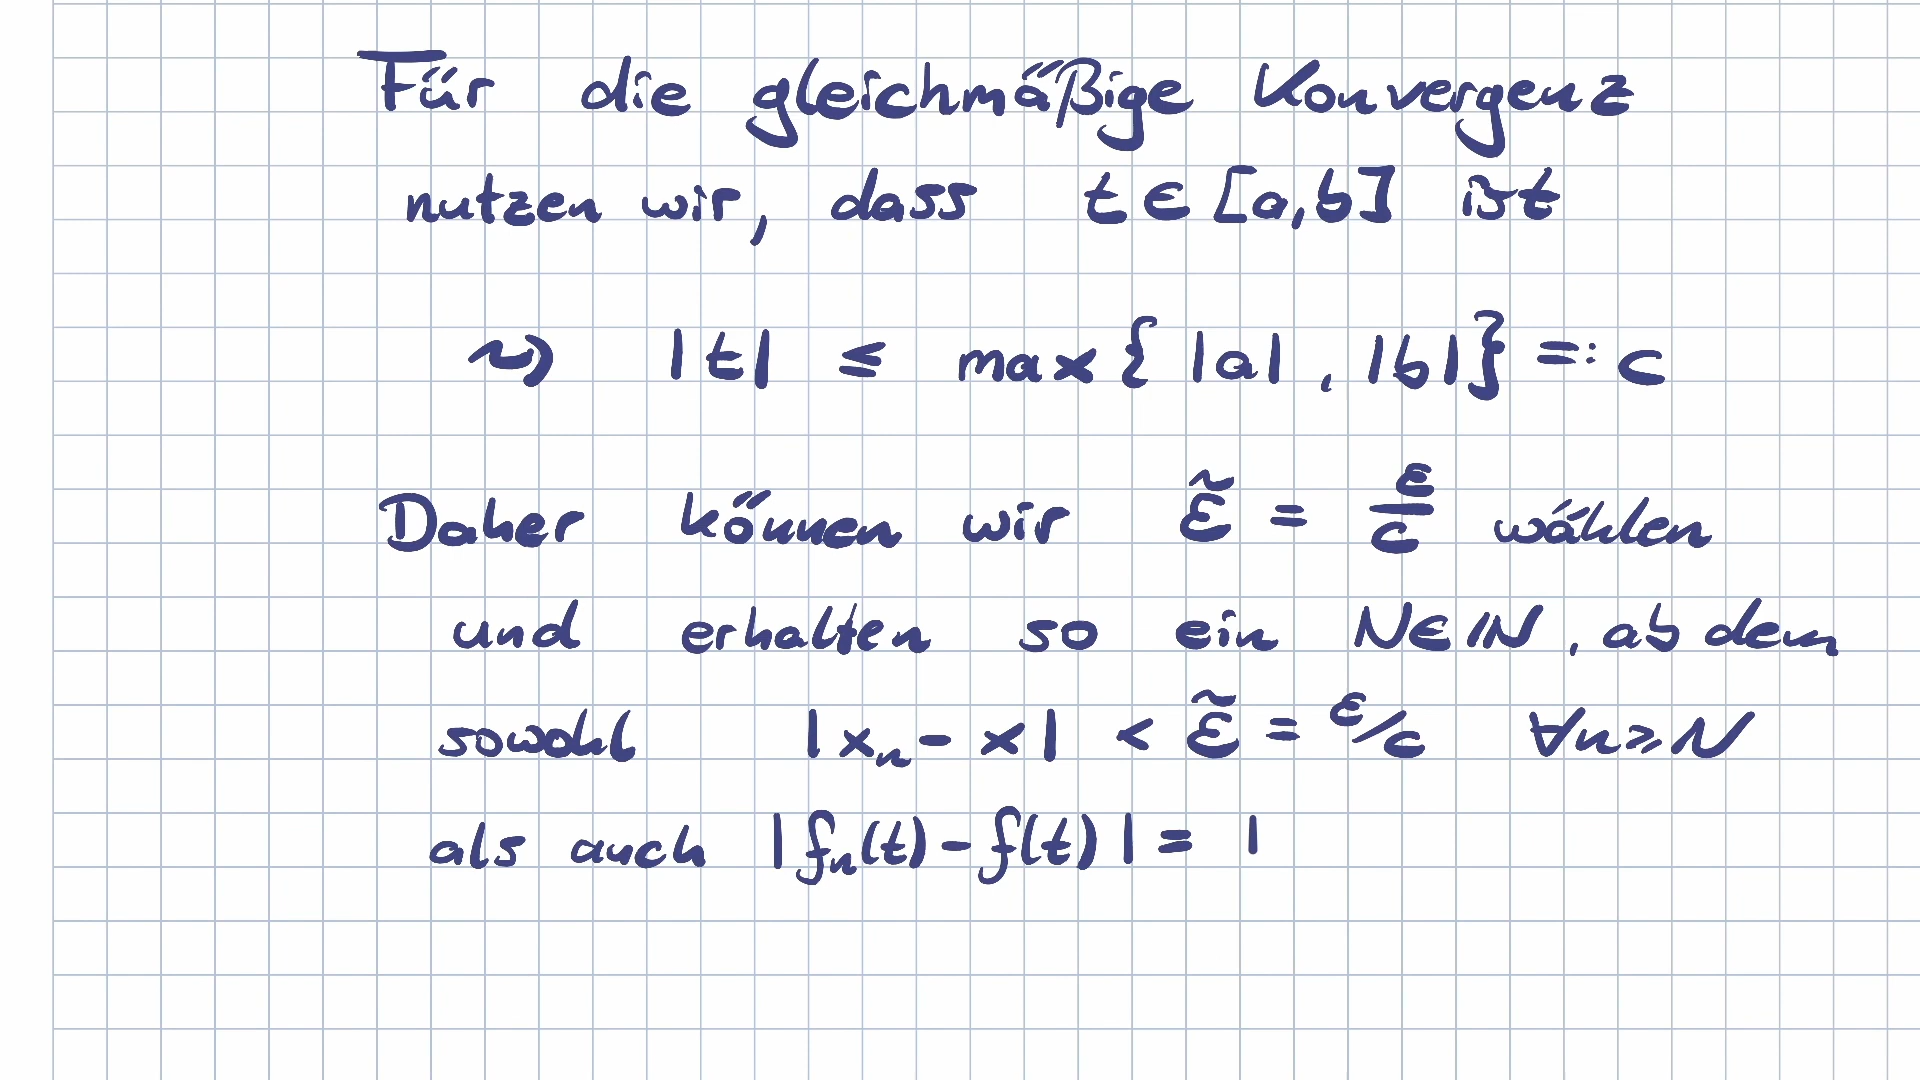 Für die gleichmäßige Konvergenz
nutzen wir, dass t ∈ [a,b] ist
⤳ |t| ≤ max{ |a| , |b| } =: c
Daher können wir ε̃ = ε/c wählen
und erhalten so ein N ∈ ℕ, ab dem
sowohl |xₙ - x| < ε̃ = ε/c ∀n ≥ N
als auch |fₙ(t) - f(t)| = |